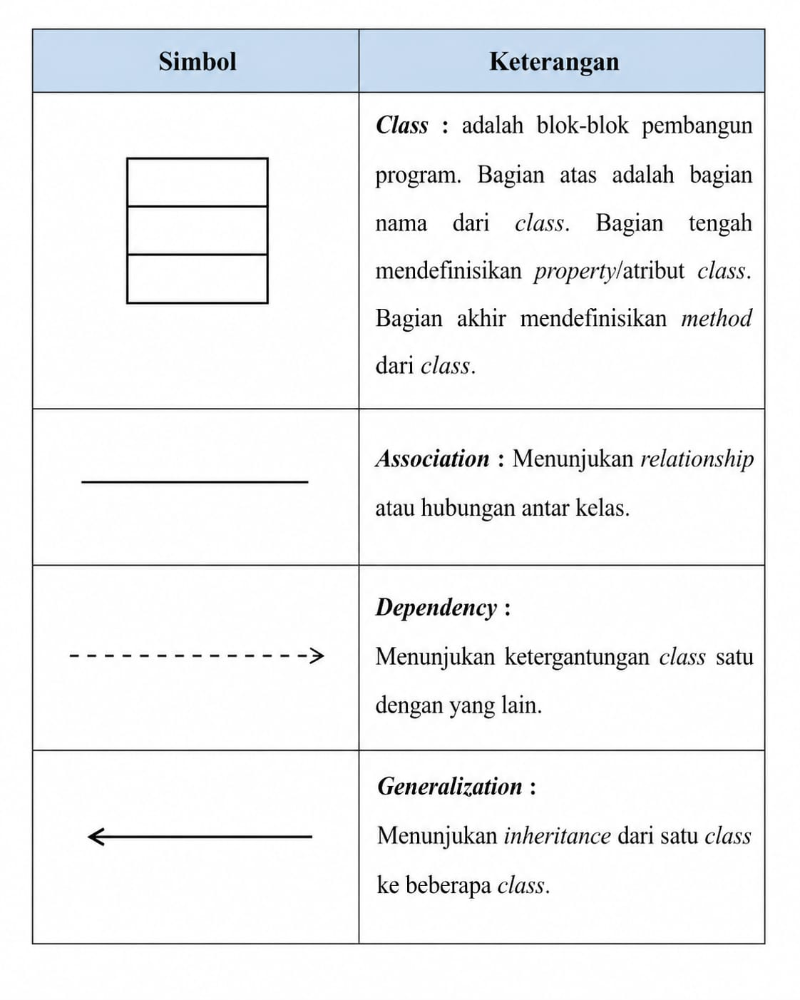 Simbol
Keterangan
Class : adalah blok-blok pembangun
program. Bagian atas adalah bagian
nama dari class. Bagian tengah
mendefinisikan property/atribut class.
Bagian akhir mendefinisikan method
dari class.
Association : Menunjukan relationship
atau hubungan antar kelas.
Dependency :
Menunjukan ketergantungan class satu
dengan yang lain.
Generalization :
Menunjukan inheritance dari satu class
ke beberapa class.